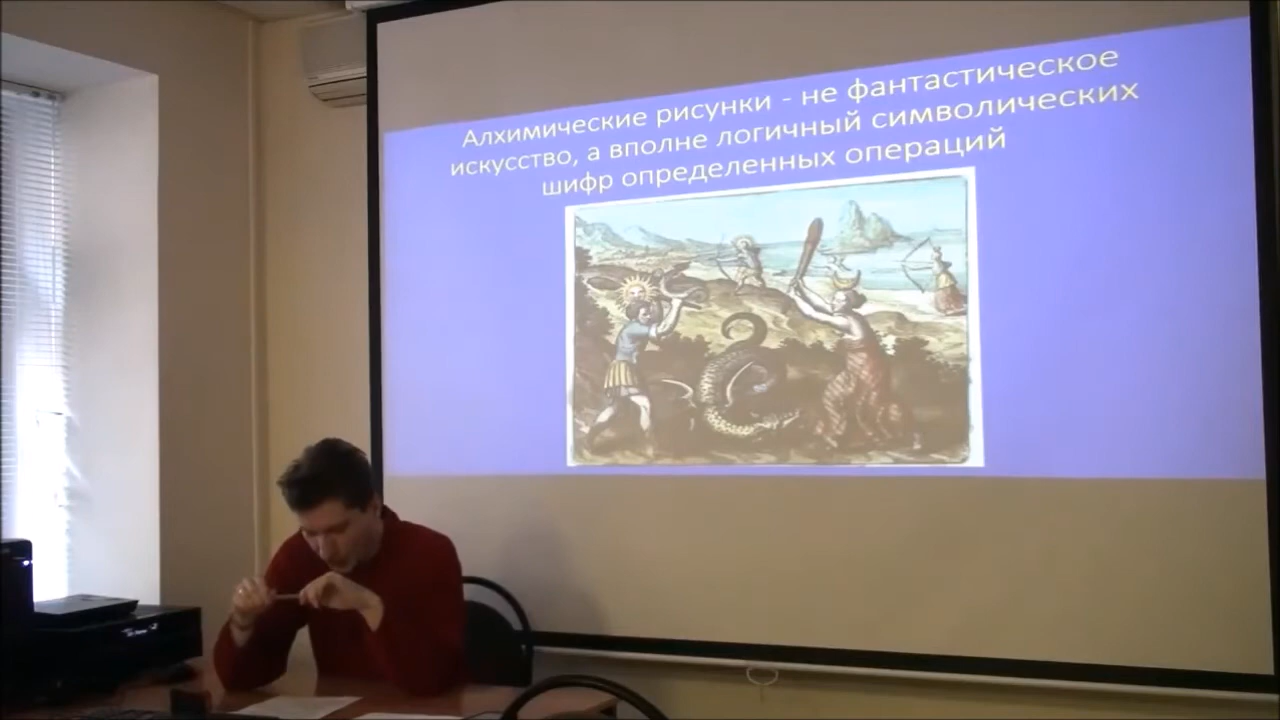 Алхимические рисунки - не фантастическое
искусство, а вполне логичный символических
шифр определенных операций